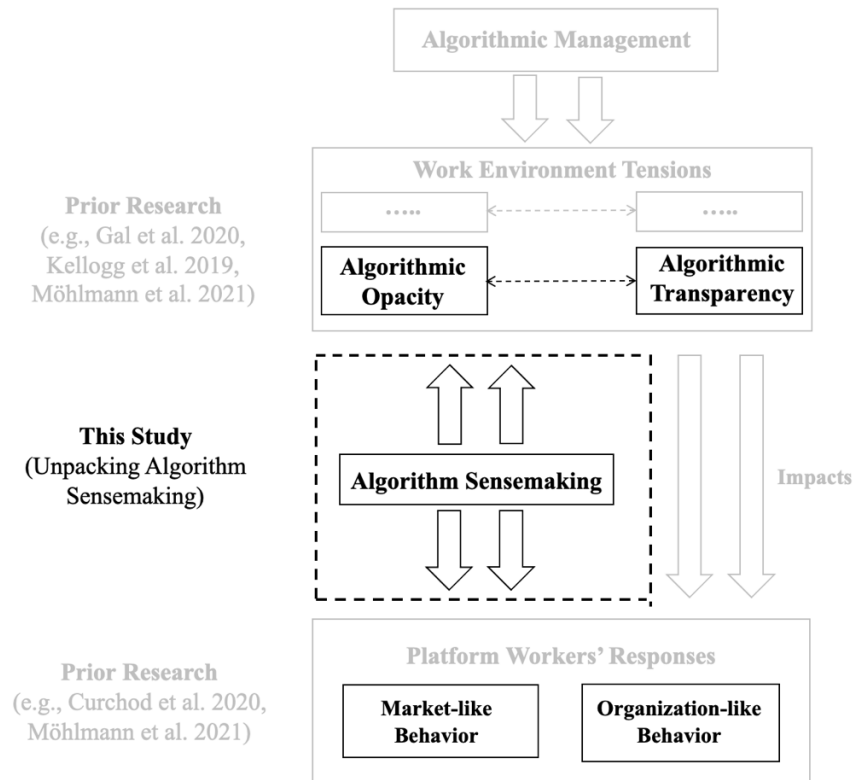 Algorithmic Management
Work Environment Tensions
Prior Research
(e.g., Gal et al. 2020,
Kellogg et al. 2019,
Möhlmann et al. 2021)
.....
.....
Algorithmic
Opacity
Algorithmic
Transparency
This Study
(Unpacking Algorithm
Sensemaking)
Algorithm Sensemaking
Impacts
Prior Research
(e.g., Curchod et al. 2020,
Möhlmann et al. 2021)
Platform Workers’ Responses
Market-like
Behavior
Organization-like
Behavior